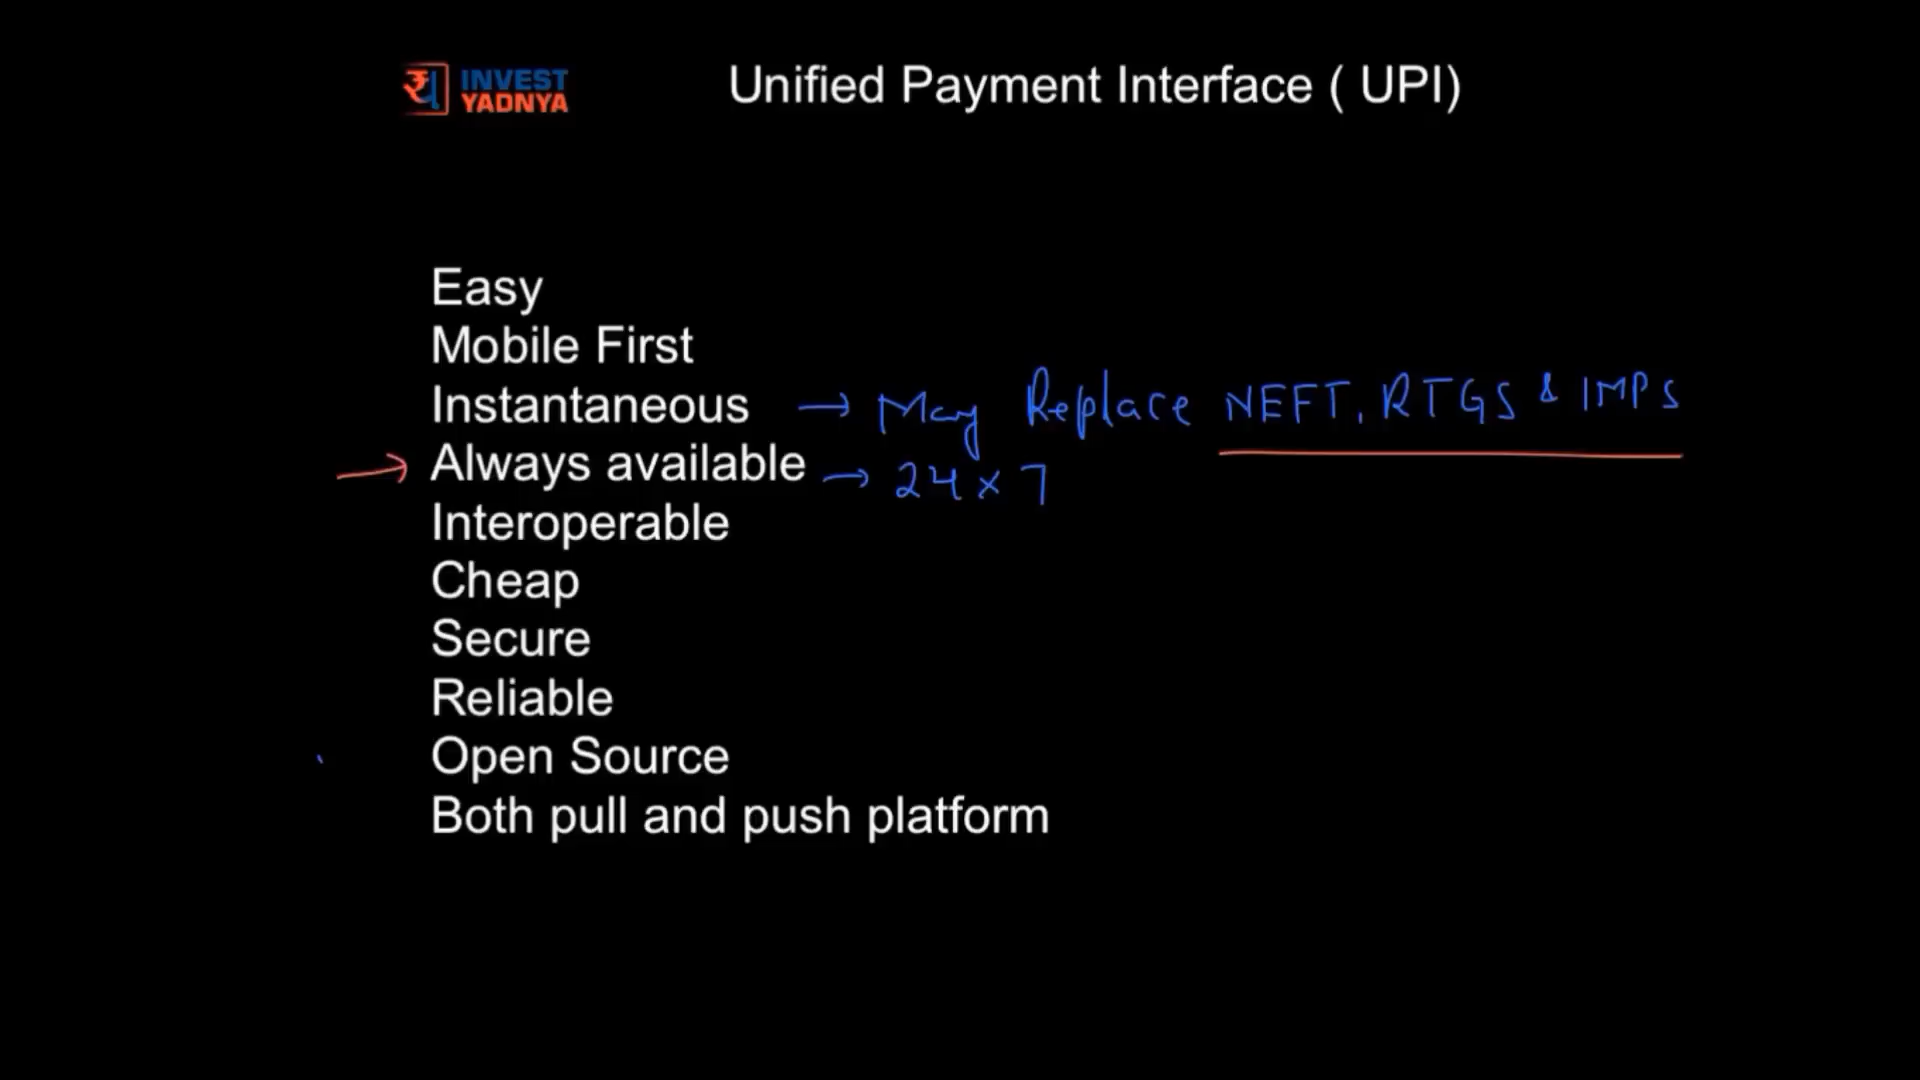 INVEST
YADNYA
Unified Payment Interface ( UPI)
Easy
Mobile First
Instantaneous → May Replace NEFT, RTGS & IMPS
→ Always available → 24 x 7
Interoperable
Cheap
Secure
Reliable
Open Source
Both pull and push platform